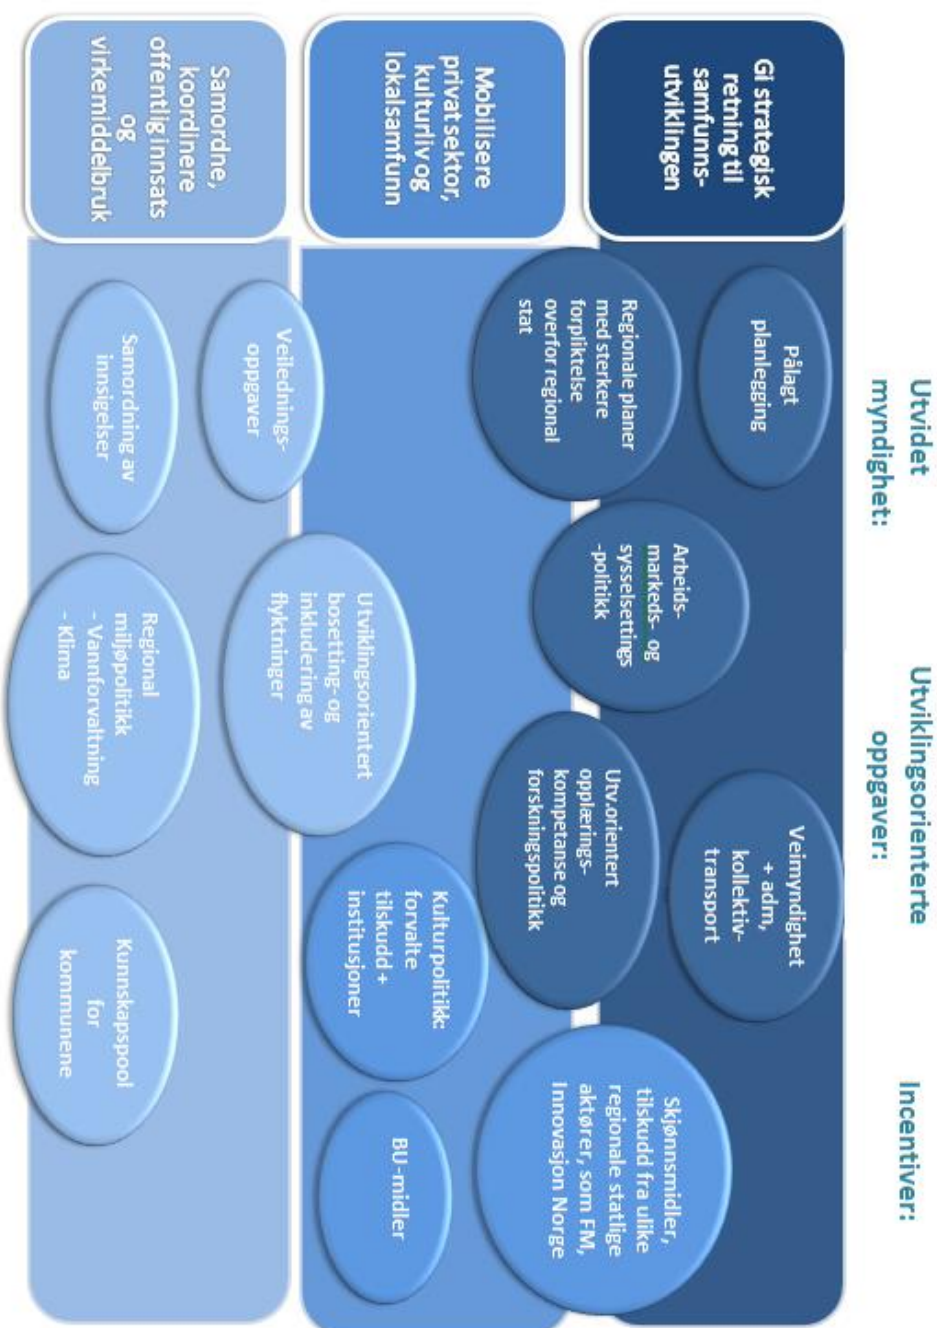 Utvidet
myndighet:
Utviklingsorienterte
oppgaver:
Incentiver:
Gi strategisk
retning til
samfunns-
utviklingen
Pålagt
planlegging
Regionale planer
med sterkere
forpliktelse
overfor regional
stat
Arbeids-
markeds- og
sysselsettings
-politikk
Veimyndighet
+ adm,
kollektiv-
transport
Utv.orientert
opplærings-
kompetanse og
forskningspolitikk
Skjønnsmidler,
tilskudd fra ulike
regionale statlige
aktører, som FM,
Innovasjon Norge
Mobilisere
privat sektor,
kulturliv og
lokalsamfunn
Utviklingsorientert
bosetting- og
inkludering av
flyktninger
Kulturpolitikk:
forvalte
tilskudd +
institusjoner
BU-midler
Samordne,
koordinere
offentlig innsats
og
virkemiddelbruk
Veilednings-
oppgaver
Samordning av
innsigelser
Regional
miljøpolitikk
- Vannforvaltning
- Klima
Kunnskapspool
for
kommunene